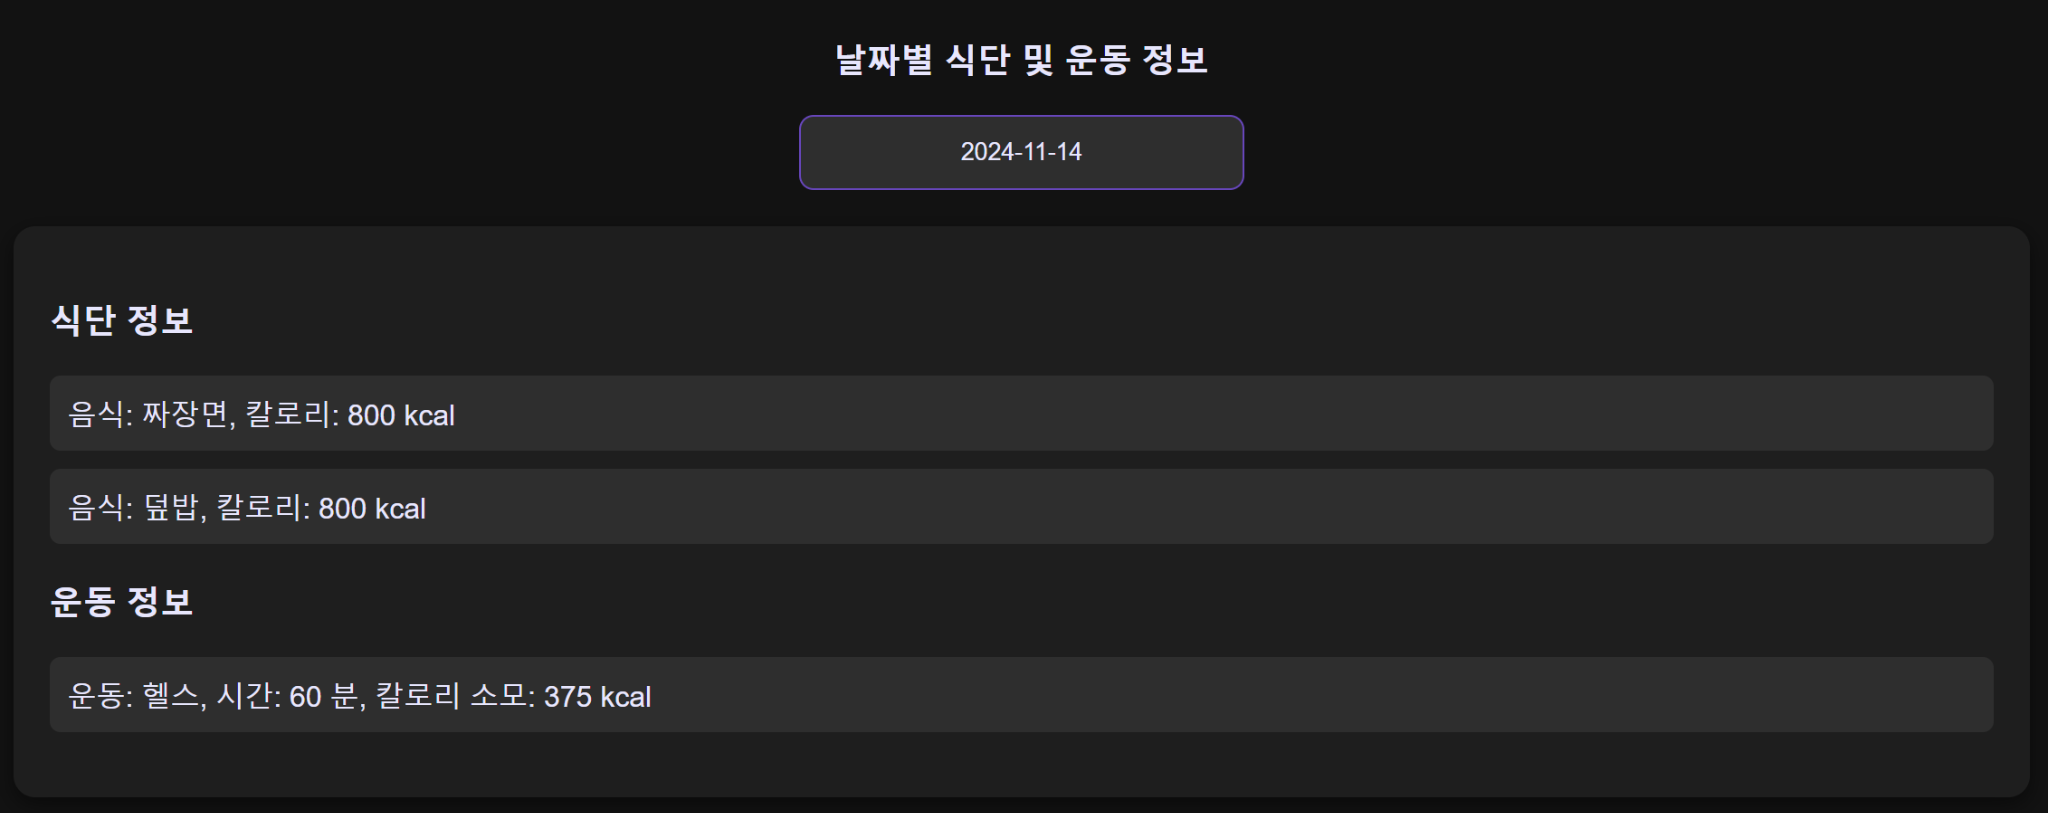 날짜별 식단 및 운동 정보
2024-11-14
식단 정보
음식: 짜장면, 칼로리: 800 kcal
음식: 덮밥, 칼로리: 800 kcal
운동 정보
운동: 헬스, 시간: 60 분, 칼로리 소모: 375 kcal